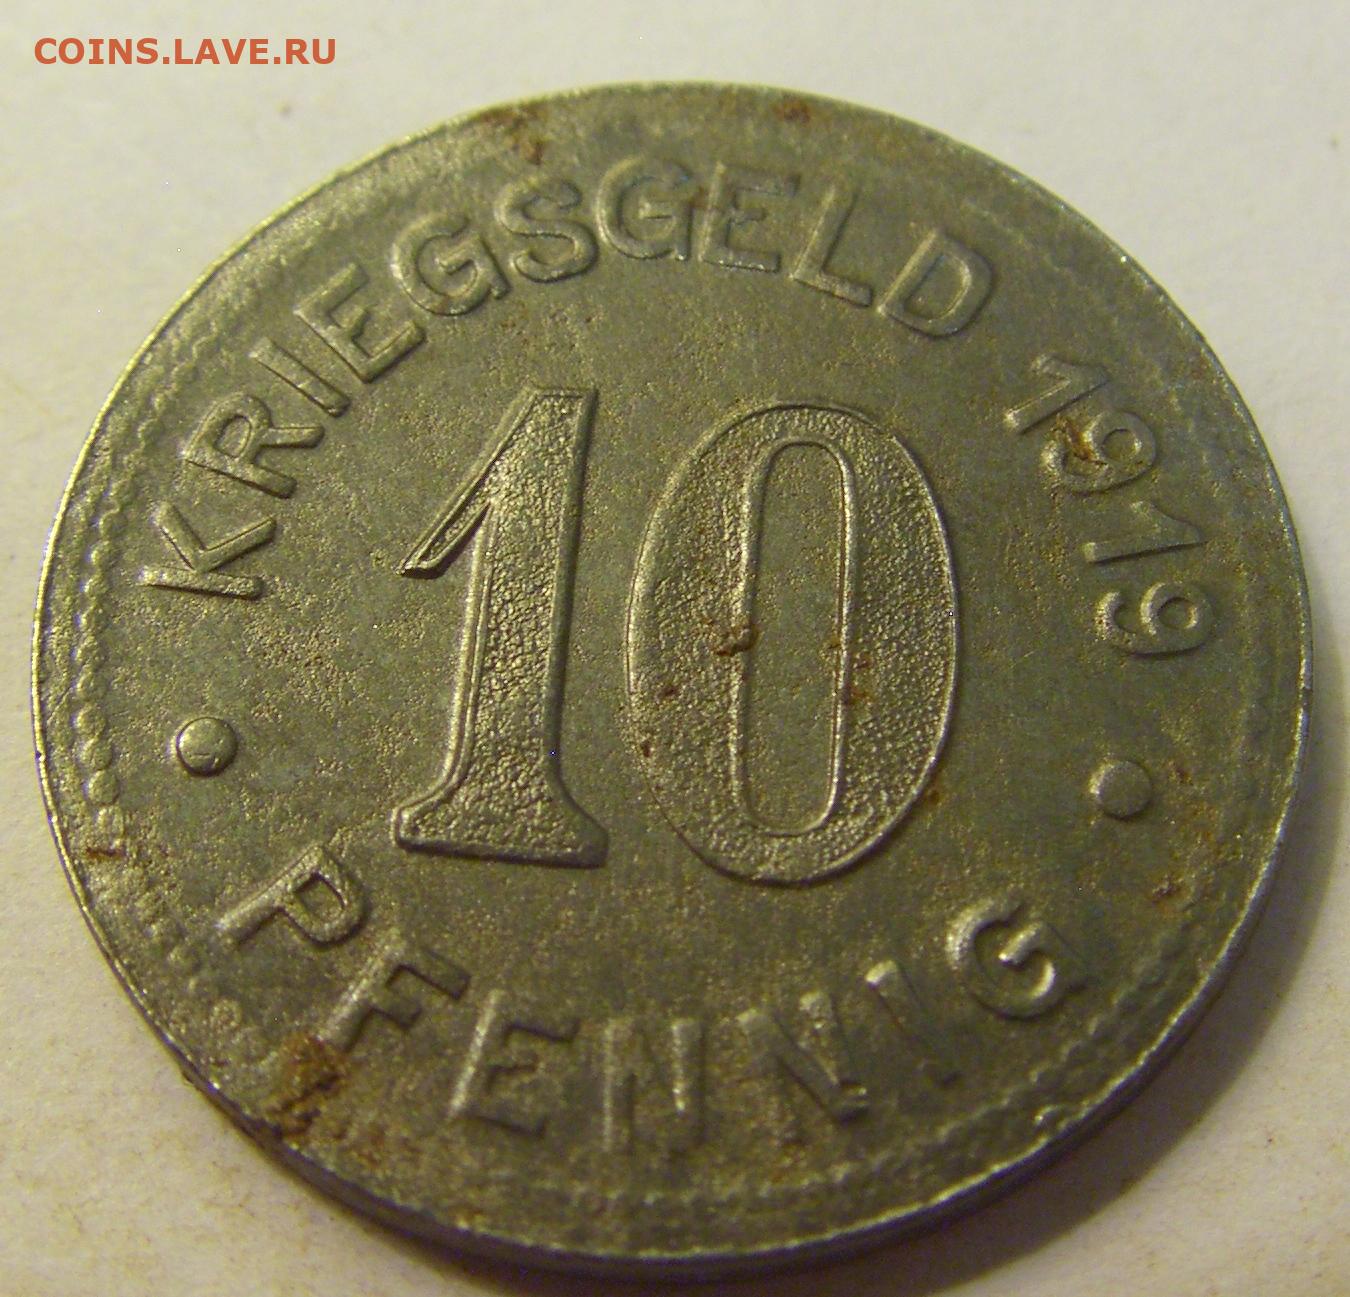 COINS.LAVE.RU
KRIEGSGELD 1919
10
PFENNIG